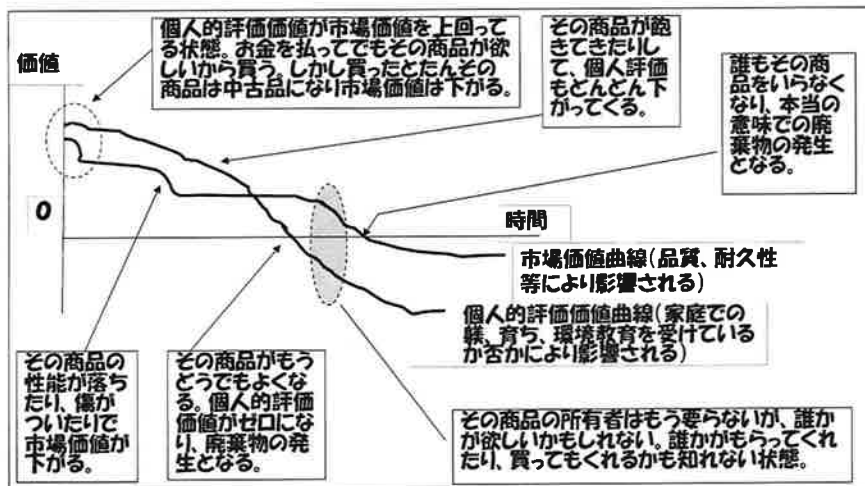 価値
個人的評価価値が市場価値を上回って
る状態。お金を払ってでもその商品が欲
しいから買う。しかし買ったとたんその
商品は中古品になり市場価値は下がる。
その商品が飽
きてきたりし
て、個人評価
もどんどん下
がってくる。
誰もその商
品をいらなく
なり、本当の
意味での廃
棄物の発生
となる。
0
時間
市場価値曲線(品質、耐久性
等により影響される)
個人的評価価値曲線(家庭での
躾、育ち、環境教育を受けている
か否かにより影響される)
その商品の
性能が落ち
たり、傷が
ついたりで
市場価値が
下がる。
その商品がもう
どうでもよくな
る。個人的評価
価値がゼロにな
り、廃棄物の発
生となる。
その商品の所有者はもう要らないが、誰か
が欲しいかもしれない。誰かがもらってくれ
たり、買ってもくれるかも知れない状態。